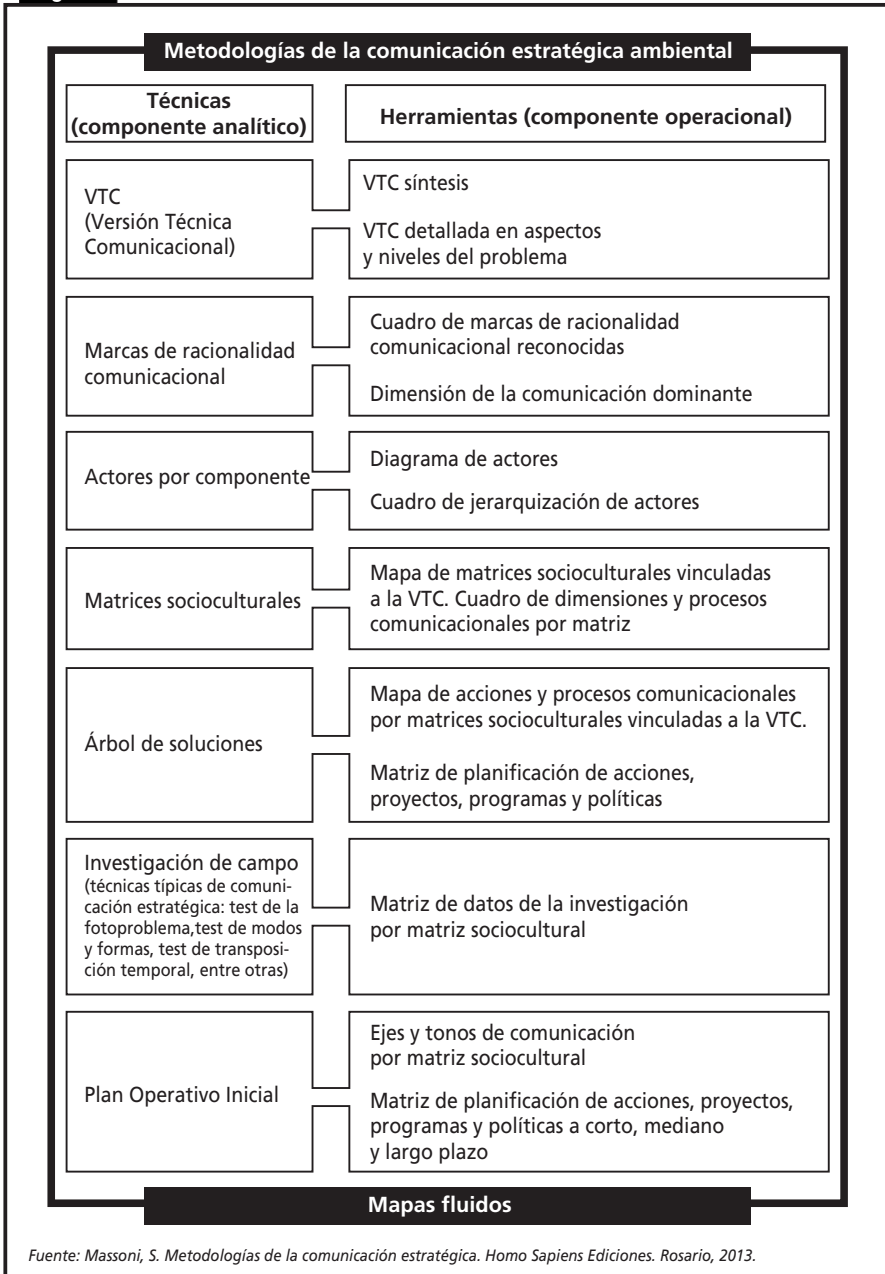 Metodologías de la comunicación estratégica ambiental
Técnicas
(componente analítico)
Herramientas (componente operacional)
VTC
(Versión Técnica
Comunicacional)
VTC síntesis
VTC detallada en aspectos
y niveles del problema
Marcas de racionalidad
comunicacional
Cuadro de marcas de racionalidad
comunicacional reconocidas
Dimensión de la comunicación dominante
Actores por componente
Diagrama de actores
Cuadro de jerarquización de actores
Matrices socioculturales
Mapa de matrices socioculturales vinculadas
a la VTC. Cuadro de dimensiones y procesos
comunicacionales por matriz
Árbol de soluciones
Mapa de acciones y procesos comunicacionales
por matrices socioculturales vinculadas a la VTC.
Matriz de planificación de acciones,
proyectos, programas y políticas
Investigación de campo
(técnicas típicas de comuni-
cación estratégica: test de la
fotoproblema,test de modos
y formas, test de transposi-
ción temporal, entre otras)
Matriz de datos de la investigación
por matriz sociocultural
Plan Operativo Inicial
Ejes y tonos de comunicación
por matriz sociocultural
Matriz de planificación de acciones, proyectos,
programas y políticas a corto, mediano
y largo plazo
Mapas fluidos
Fuente: Massoni, S. Metodologías de la comunicación estratégica. Homo Sapiens Ediciones. Rosario, 2013.